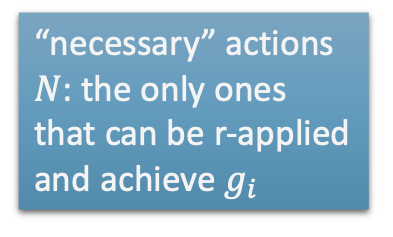 “necessary” actions
𝑁: the only ones
that can be r-applied
and achieve 𝑔ᵢ